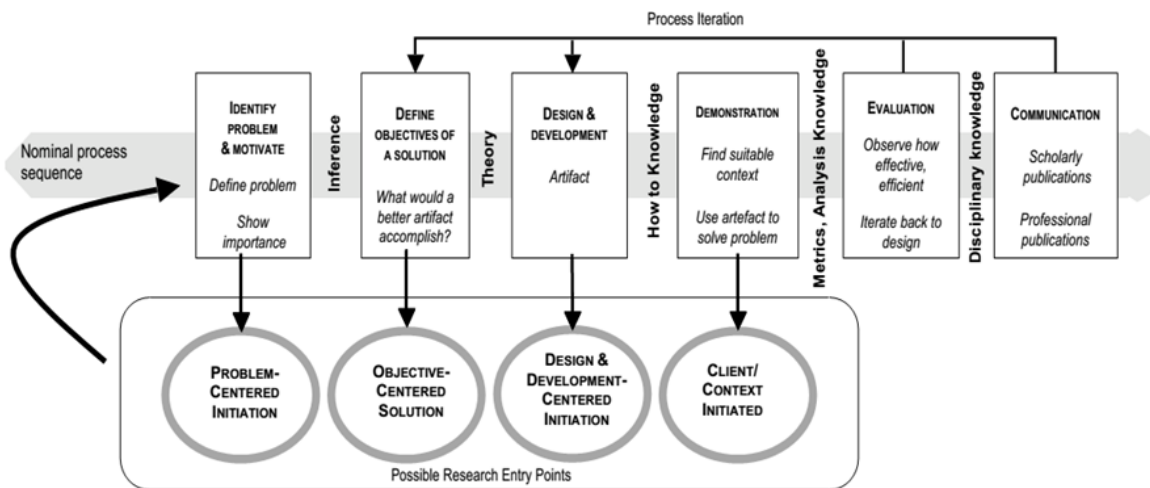 Process Iteration
IDENTIFY
PROBLEM
& MOTIVATE
Define problem
Show
importance
Inference
DEFINE
OBJECTIVES OF
A SOLUTION
What would a
better artifact
accomplish?
Theory
DESIGN &
DEVELOPMENT
Artifact
How to Knowledge
DEMONSTRATION
Find suitable
context
Use artefact to
solve problem
Metrics, Analysis Knowledge
EVALUATION
Observe how
effective,
efficient
Iterate back to
design
Disciplinary knowledge
COMMUNICATION
Scholarly
publications
Professional
publications
Nominal process
sequence
PROBLEM-
CENTERED
INITIATION
OBJECTIVE-
CENTERED
SOLUTION
DESIGN &
DEVELOPMENT-
CENTERED
INITIATION
CLIENT/
CONTEXT
INITIATED
Possible Research Entry Points